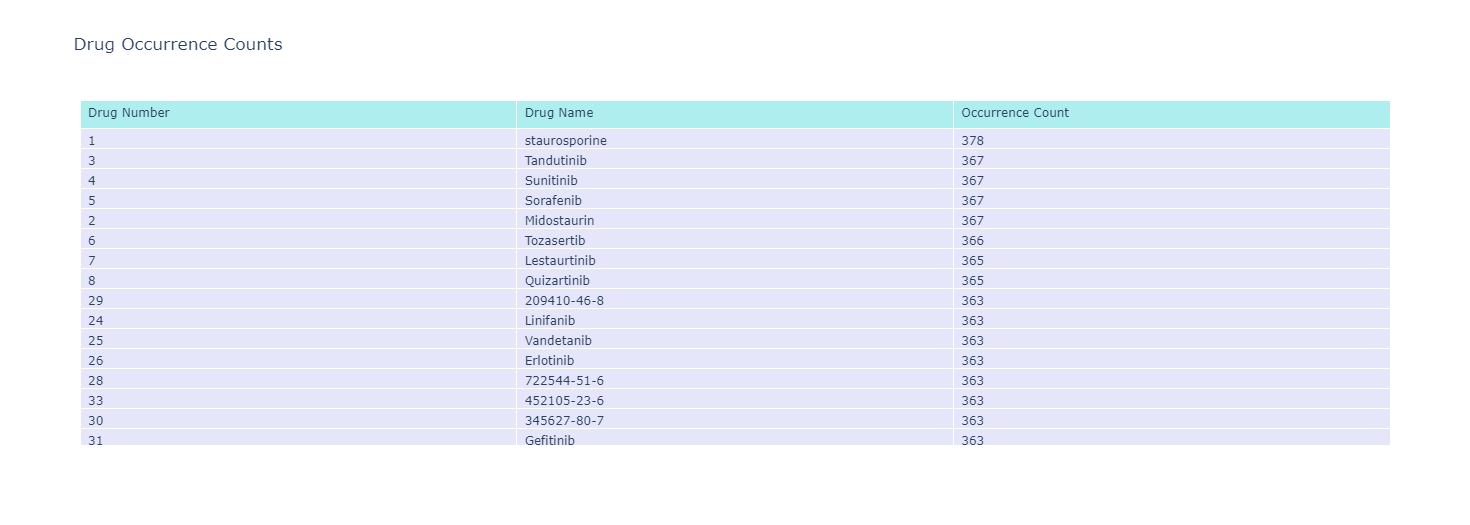 Drug Occurrence Counts
Drug Number Drug Name Occurrence Count
1 staurosporine 378
3 Tandutinib 367
4 Sunitinib 367
5 Sorafenib 367
2 Midostaurin 367
6 Tozasertib 366
7 Lestaurtinib 365
8 Quizartinib 365
29 209410-46-8 363
24 Linifanib 363
25 Vandetanib 363
26 Erlotinib 363
28 722544-51-6 363
33 452105-23-6 363
30 345627-80-7 363
31 Gefitinib 363